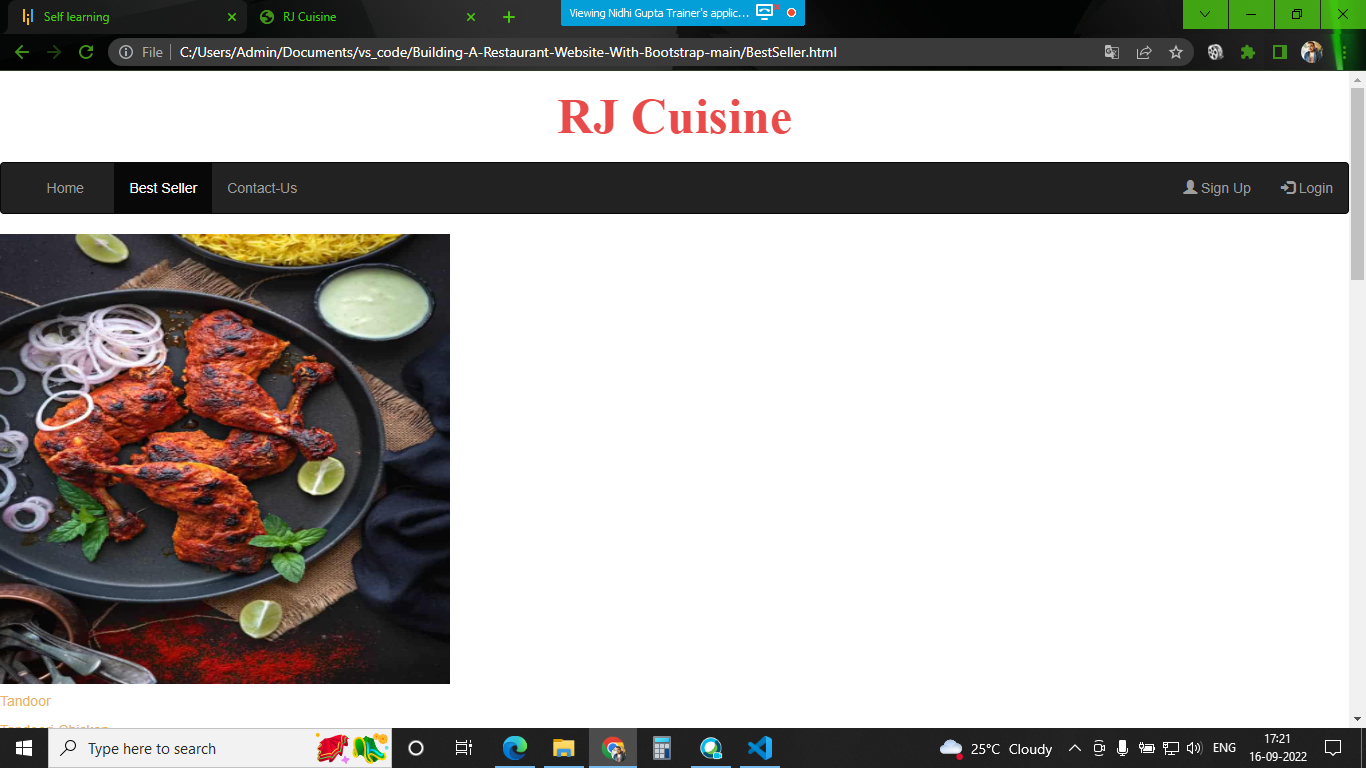 Self learning
RJ Cuisine
Viewing Nidhi Gupta Trainer's applic...
File
C:/Users/Admin/Documents/vs_code/Building-A-Restaurant-Website-With-Bootstrap-main/BestSeller.html
RJ Cuisine
Home
Best Seller
Contact-Us
Sign Up
Login
Tandoor
Tandoori Chicken
Type here to search
25°C Cloudy
ENG
17:21
16-09-2022